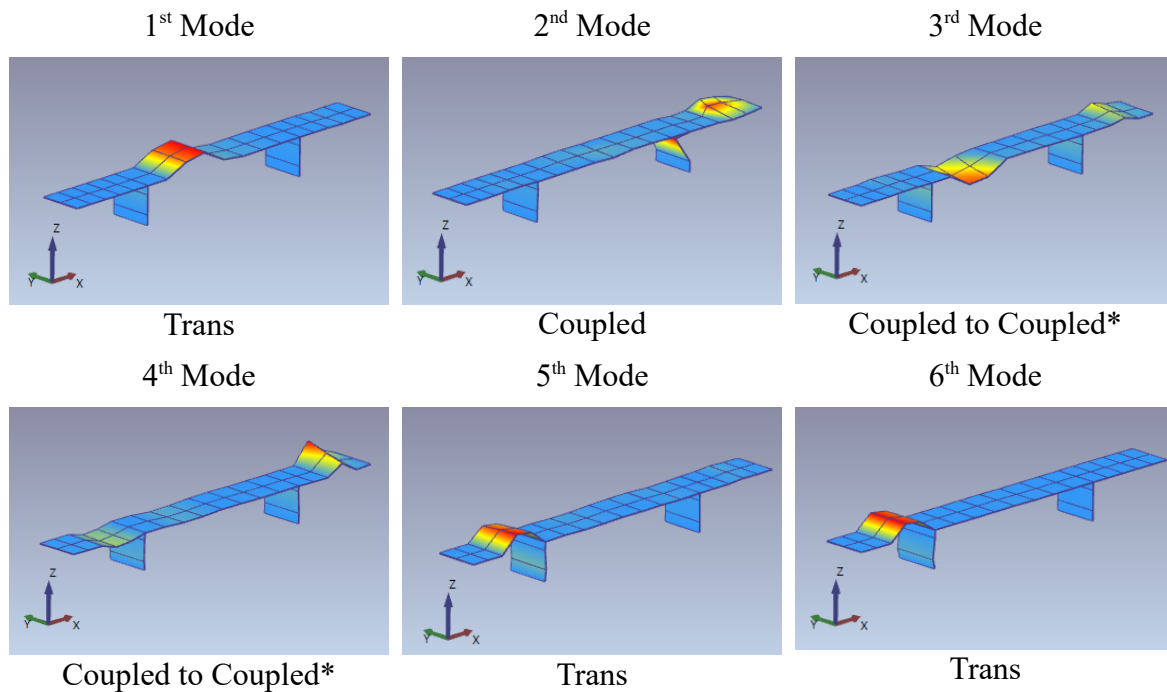 1st Mode
2nd Mode
3rd Mode
Z
Y
X
Z
Y
X
Z
Y
X
Trans
Coupled
Coupled to Coupled*
4th Mode
5th Mode
6th Mode
Z
Y
X
Z
Y
X
Z
Y
X
Coupled to Coupled*
Trans
Trans